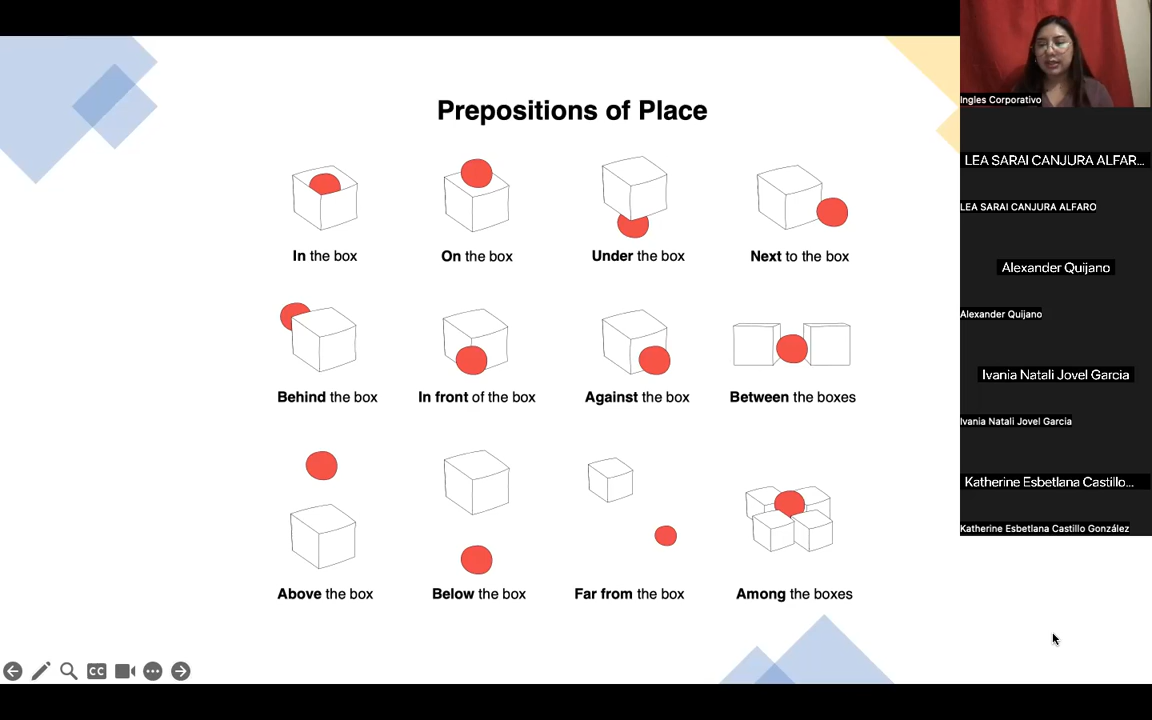 Prepositions of Place
In the box
On the box
Under the box
Next to the box
Behind the box
In front of the box
Against the box
Between the boxes
Above the box
Below the box
Far from the box
Among the boxes
CC
Ingles Corporativo
LEA SARAI CANJURA ALFAR...
LEA SARAI CANJURA ALFARO
Alexander Quijano
Alexander Quijano
Ivania Natali Jovel Garcia
Ivania Natali Jovel Garcia
Katherine Esbetlana Castillo...
Katherine Esbetlana Castillo González